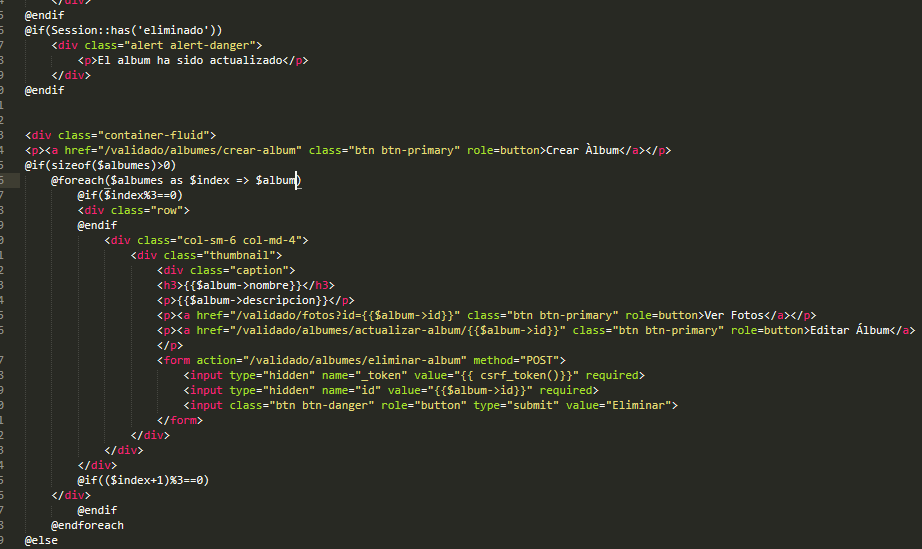 </div>
@endif
@if(Session::has('eliminado'))
<div class="alert alert-danger">
<p>El album ha sido actualizado</p>
</div>
@endif
<div class="container-fluid">
<p><a href="/validado/albumes/crear-album" class="btn btn-primary" role=button>Crear Àlbum</a></p>
@if(sizeof($albumes)>0)
@foreach($albumes as $index => $album)
@if($index%3==0)
<div class="row">
@endif
<div class="col-sm-6 col-md-4">
<div class="thumbnail">
<div class="caption">
<h3>{{$album->nombre}}</h3>
<p>{{$album->descripcion}}</p>
<p><a href="/validado/fotos?id={{$album->id}}" class="btn btn-primary" role=button>Ver Fotos</a></p>
<p><a href="/validado/albumes/actualizar-album/{{$album->id}}" class="btn btn-primary" role=button>Editar Álbum</a>
</p>
<form action="/validado/albumes/eliminar-album" method="POST">
<input type="hidden" name="_token" value="{{ csrf_token()}}" required>
<input type="hidden" name="id" value="{{$album->id}}" required>
<input class="btn btn-danger" role="button" type="submit" value="Eliminar">
</form>
</div>
</div>
</div>
@if(($index+1)%3==0)
</div>
@endif
@endforeach
@else